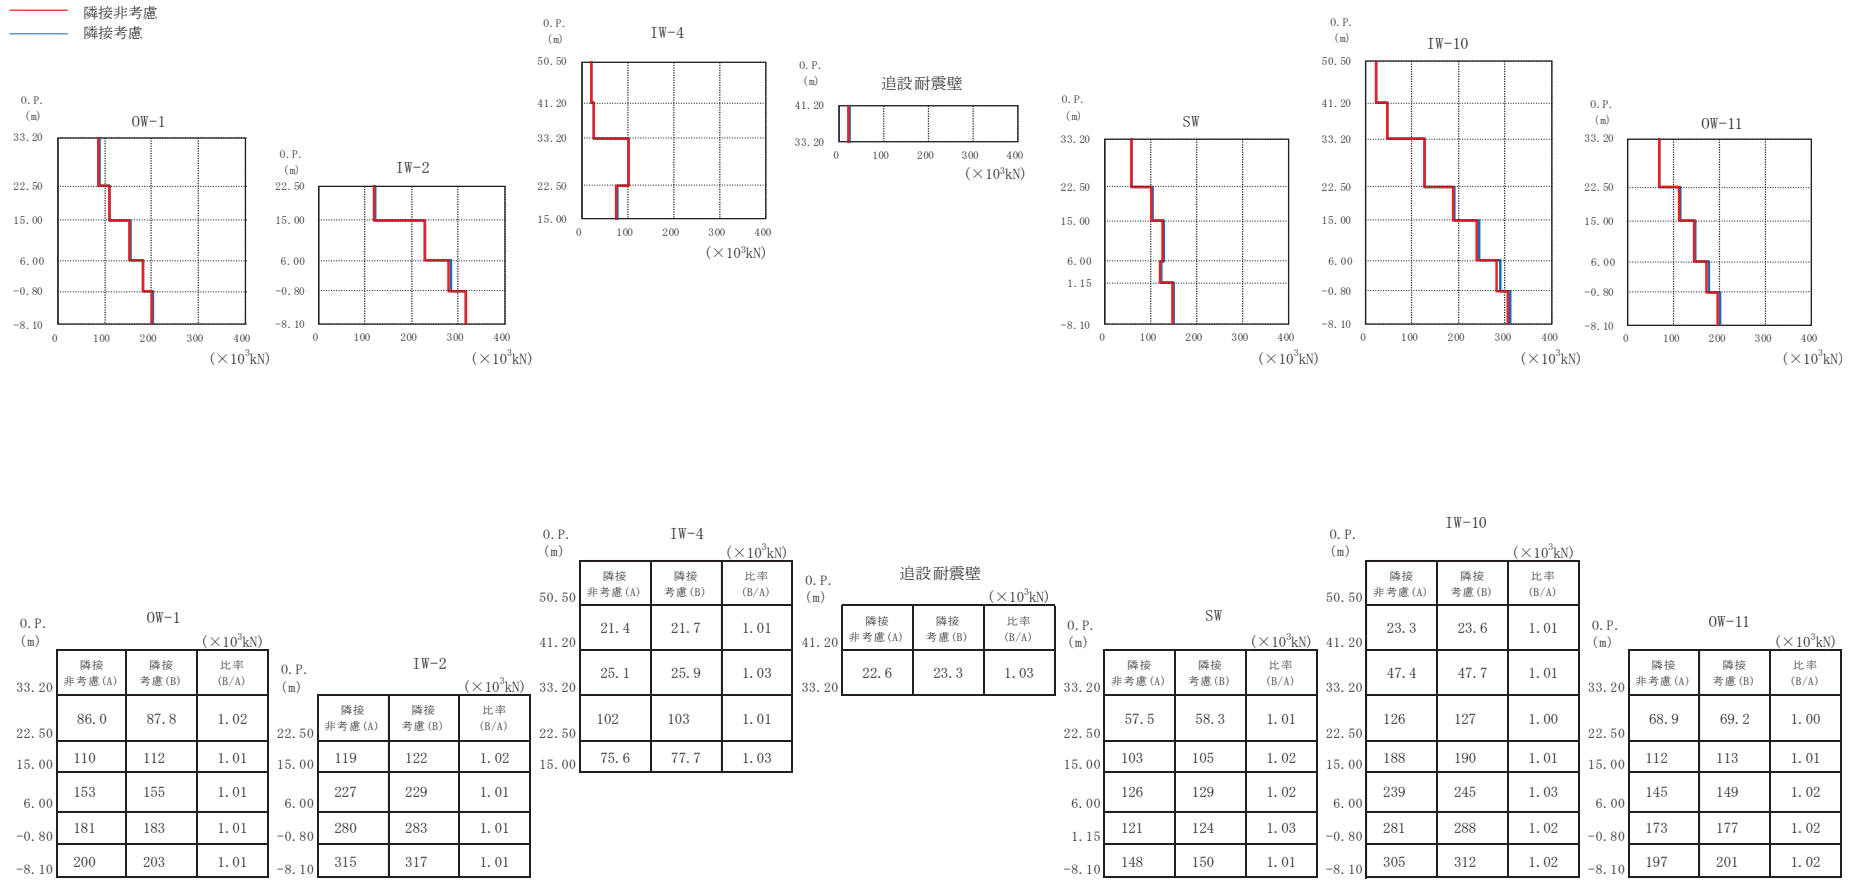 隣接非考慮
隣接考慮
OW-1
O.P.
(m)
33.20
22.50
15.00
6.00
-0.80
-8.10
0 100 200 300 400
(×10³kN)
IW-2
O.P.
(m)
22.50
15.00
6.00
-0.80
-8.10
0 100 200 300 400
(×10³kN)
IW-4
O.P.
(m)
50.50
41.20
33.20
22.50
15.00
0 100 200 300 400
(×10³kN)
追設耐震壁
O.P.
(m)
41.20
33.20
0 100 200 300 400
(×10³kN)
SW
O.P.
(m)
33.20
22.50
15.00
6.00
1.15
-8.10
0 100 200 300 400
(×10³kN)
IW-10
O.P.
(m)
50.50
41.20
33.20
22.50
15.00
6.00
-0.80
-8.10
0 100 200 300 400
(×10³kN)
OW-11
O.P.
(m)
33.20
22.50
15.00
6.00
-0.80
-8.10
0 100 200 300 400
(×10³kN)
OW-1
O.P.
(m)
(×10³kN)
隣接 隣接 比率
非考慮(A) 考慮(B) (B/A)
33.20
86.0 87.8 1.02
22.50
110 112 1.01
15.00
153 155 1.01
6.00
181 183 1.01
-0.80
200 203 1.01
-8.10
IW-2
O.P.
(m)
(×10³kN)
隣接 隣接 比率
非考慮(A) 考慮(B) (B/A)
22.50
119 122 1.02
15.00
227 229 1.01
6.00
280 283 1.01
-0.80
315 317 1.01
-8.10
IW-4
O.P.
(m)
(×10³kN)
隣接 隣接 比率
非考慮(A) 考慮(B) (B/A)
50.50
21.4 21.7 1.01
41.20
25.1 25.9 1.03
33.20
102 103 1.01
22.50
75.6 77.7 1.03
15.00
追設耐震壁
O.P.
(m)
(×10³kN)
隣接 隣接 比率
非考慮(A) 考慮(B) (B/A)
41.20
22.6 23.3 1.03
33.20
SW
O.P.
(m)
(×10³kN)
隣接 隣接 比率
非考慮(A) 考慮(B) (B/A)
33.20
57.5 58.3 1.01
22.50
103 105 1.02
15.00
126 129 1.02
6.00
121 124 1.03
1.15
148 150 1.01
-8.10
IW-10
O.P.
(m)
(×10³kN)
隣接 隣接 比率
非考慮(A) 考慮(B) (B/A)
50.50
23.3 23.6 1.01
41.20
47.4 47.7 1.01
33.20
126 127 1.00
22.50
188 190 1.01
15.00
239 245 1.03
6.00
281 288 1.02
-0.80
305 312 1.02
-8.10
OW-11
O.P.
(m)
(×10³kN)
隣接 隣接 比率
非考慮(A) 考慮(B) (B/A)
33.20
68.9 69.2 1.00
22.50
112 113 1.01
15.00
145 149 1.02
6.00
173 177 1.02
-0.80
197 201 1.02
-8.10